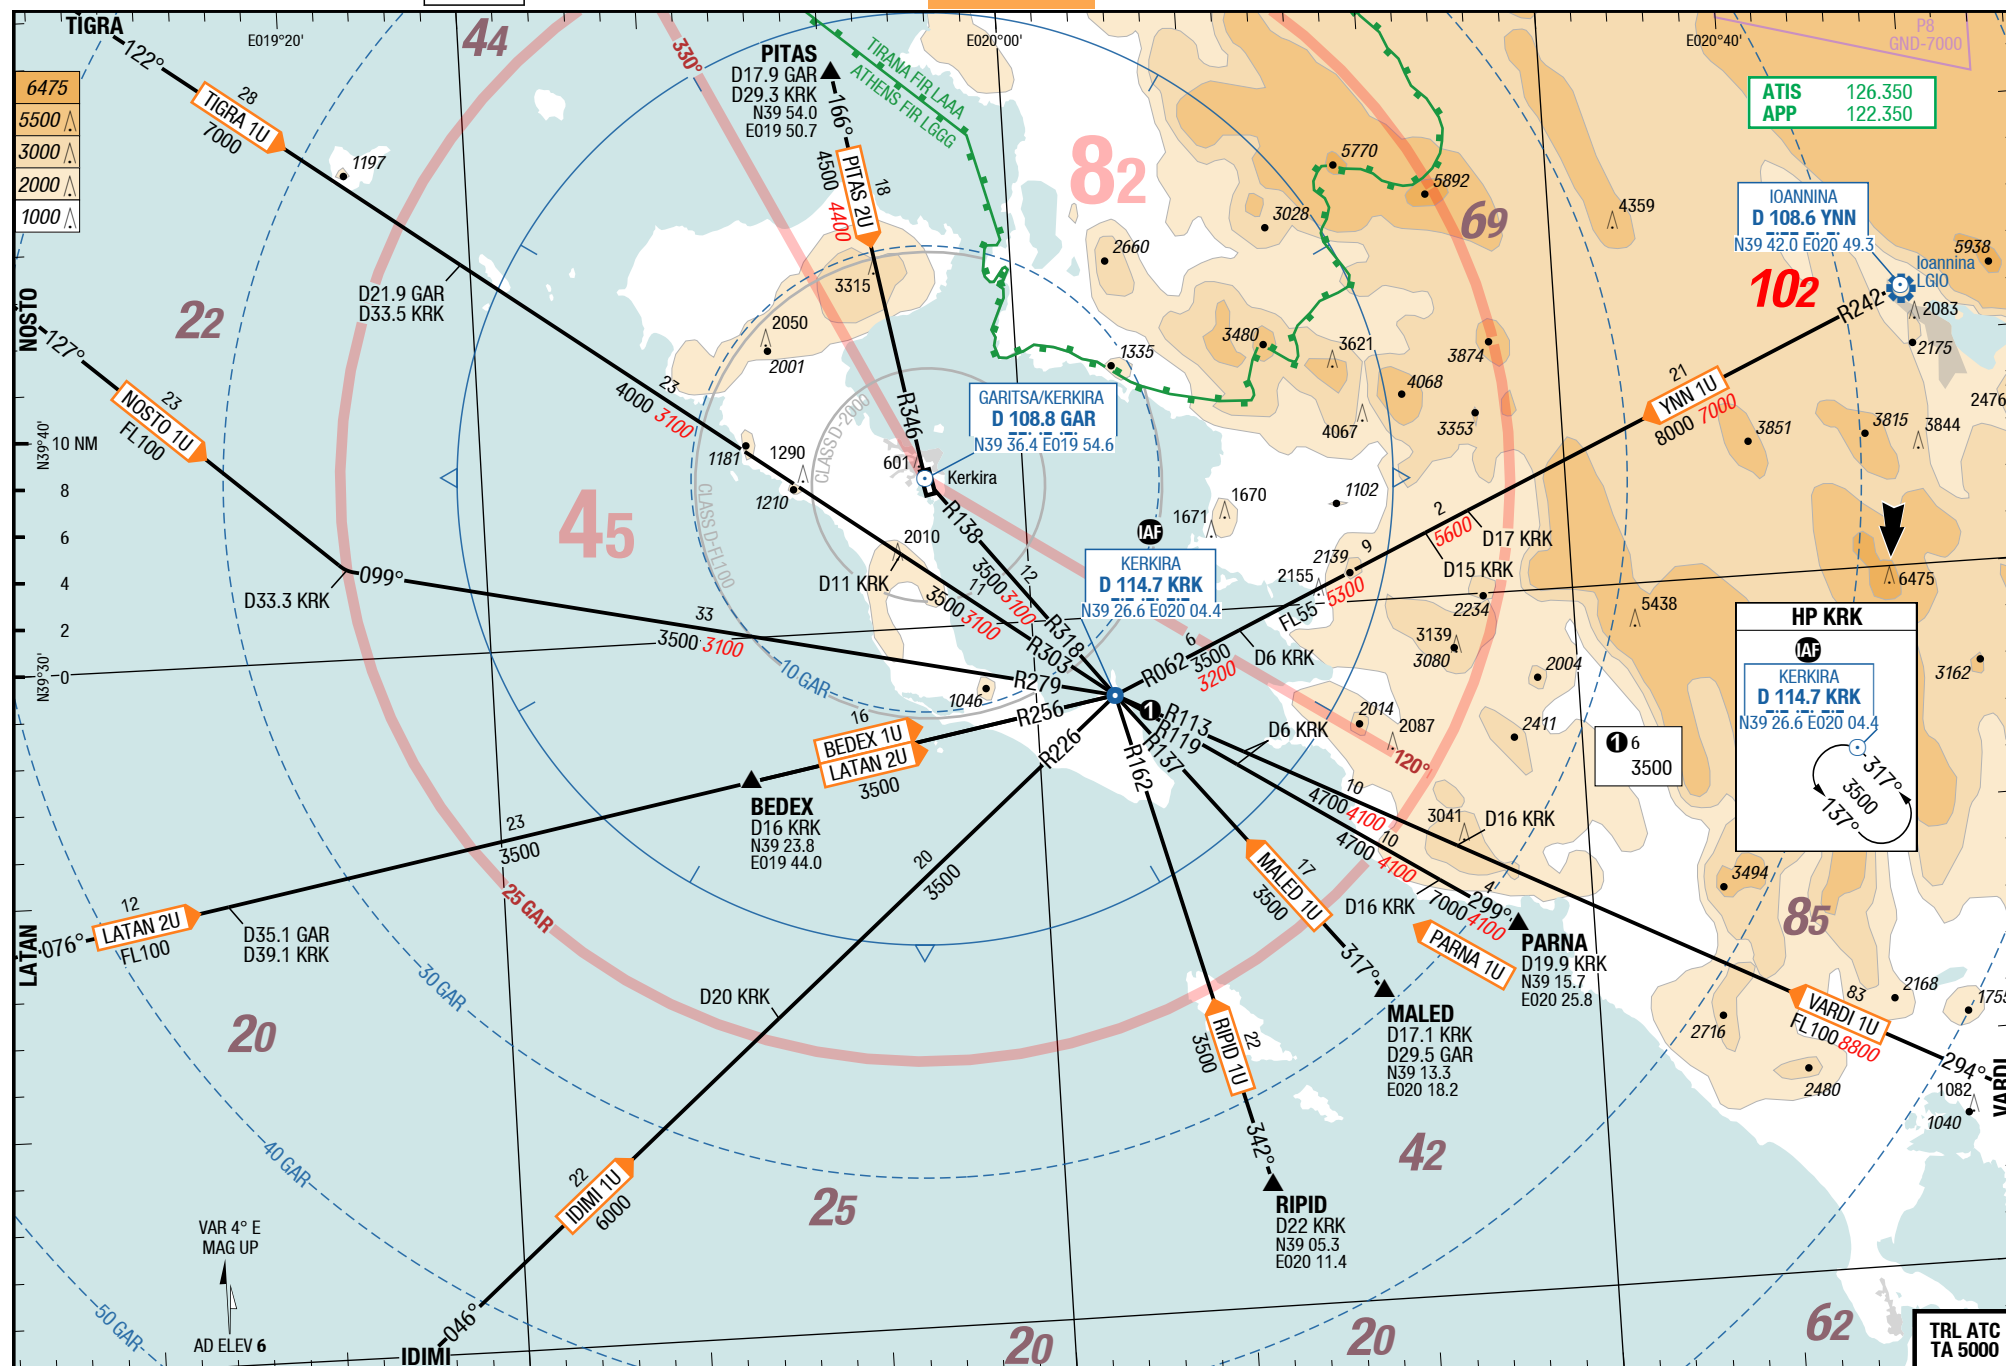 TIGRA
122°
28
TIGRA 1U
7000
E019°20'
44
330°
TIRANA FIR LAAA
ATHENS FIR LGGG
PITAS
D17.9 GAR
D29.3 KRK
N39 54.0
E019 50.7
166°
18
PITAS 2U
4500 4400
E020°00'
E020°40'
P8
GND-7000
ATIS 126.350
APP 122.350
6475
5500
3000
2000
1000
1197
82
5770
5892
69
4359
3028
2660
IOANNINA
D 108.6 YNN
N39 42.0 E020 49.3
5938
Ioannina
LGIO
102
2083
2175
R242
NOSTO
127°
23
NOSTO 1U
FL100
22
D21.9 GAR
D33.5 KRK
3315
2050
2001
1335
3480
3621
3874
4068
3353
4067
21
YNN 1U
8000 7000
3851
3815
3844
2476
23
4000 3100
1181
1290
1210
CLASS D-2000
CLASS D-FL100
R346
GARITSA/KERKIRA
D 108.8 GAR
N39 36.4 E019 54.6
601
Kerkira
N39°40'
10 NM
8
6
4
2
0
N39°30'
45
2010
D11 KRK
R138
12
3500 3100
11
3500 3100
R318
R303
IAF
KERKIRA
D 114.7 KRK
N39 26.6 E020 04.4
1670
1671
1102
2139
2155
9
FL55 5300
2
5600
D17 KRK
D15 KRK
2234
6475
5438
3139
3080
2004
3162
D33.3 KRK
099°
33
3500 3100
10 GAR
1046
R279
R256
R226
R062
6
3500
3200
D6 KRK
1
R113
R119
R137
R162
D6 KRK
2014
2087
2411
120°
1 6
3500
HP KRK
IAF
KERKIRA
D 114.7 KRK
N39 26.6 E020 04.4
317°
3500
137°
16
BEDEX 1U
LATAN 2U
3500
BEDEX
D16 KRK
N39 23.8
E019 44.0
23
3500
20
3500
25 GAR
10
4700 4100
10
4700 4100
3041
D16 KRK
D16 KRK
4
299°
7000 4100
PARNA 1U
PARNA
D19.9 KRK
N39 15.7
E020 25.8
3494
85
17
MALED 1U
3500
317°
MALED
D17.1 KRK
D29.5 GAR
N39 13.3
E020 18.2
LATAN
076°
12
LATAN 2U
FL100
D35.1 GAR
D39.1 KRK
30 GAR
20
D20 KRK
22
RIPID 1U
3500
342°
RIPID
D22 KRK
N39 05.3
E020 11.4
83
VARDI 1U
FL100 8800
294°
VARDI
2168
1755
2716
2480
1082
1040
42
40 GAR
22
IDIMI 1U
6000
25
VAR 4° E
MAG UP
AD ELEV 6
50 GAR
046°
IDIMI
20
20
62
TRL ATC
TA 5000